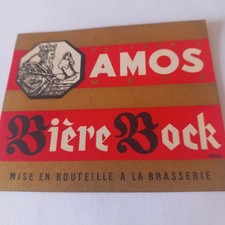 AMOS
Bière Bock
MISE EN BOUTEILLE A LA BRASSERIE